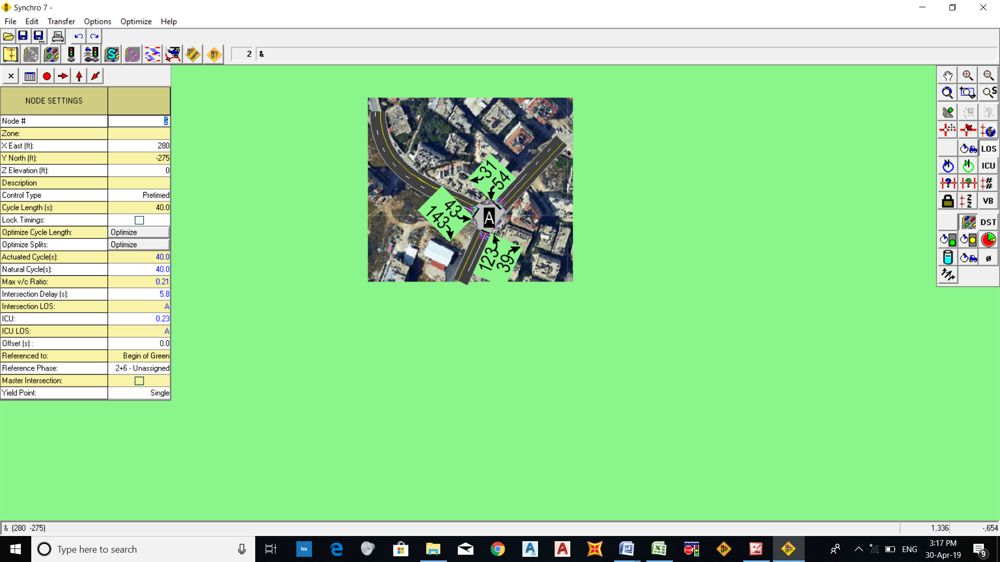 Synchro 7 -
File Edit Transfer Options Help
2 &
NODE SETTINGS
Node # 2
Zone:
X East (ft): 280
Y North (ft): -275
Z Elevation (ft): 0
Description
Control Type Pretimed
Cycle Length (s): 40.0
Lock Timings:
Optimize Cycle Length: Optimize
Optimize Splits: Optimize
Actuated Cycle(s): 40.0
Natural Cycle(s): 40.0
Max v/c Ratio: 0.21
Intersection Delay (s): 5.8
Intersection LOS: A
ICU: 0.23
ICU LOS: A
Offset (s) : 0.0
Referenced to: Begin of Green
Reference Phase: 2+6 - Unassigned
Master Intersection:
Yield Point: Single
31
54
43
143
A
123
39
S
LOS
ICU
? ? ##
Z Z VB
DST
ø
& (280 -275)
1,336 -,654
Type here to search
box
ENG
3:17 PM
30-Apr-19
9